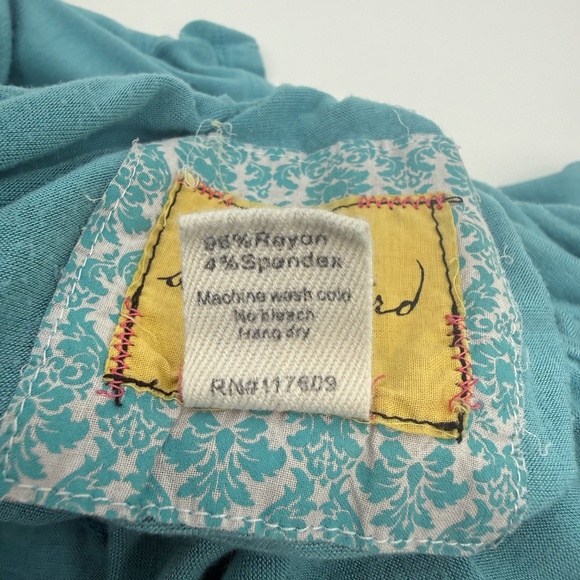 96%Rayon
4%Spandex
Machine wash cold
No bleach
Hang dry
RN#117609